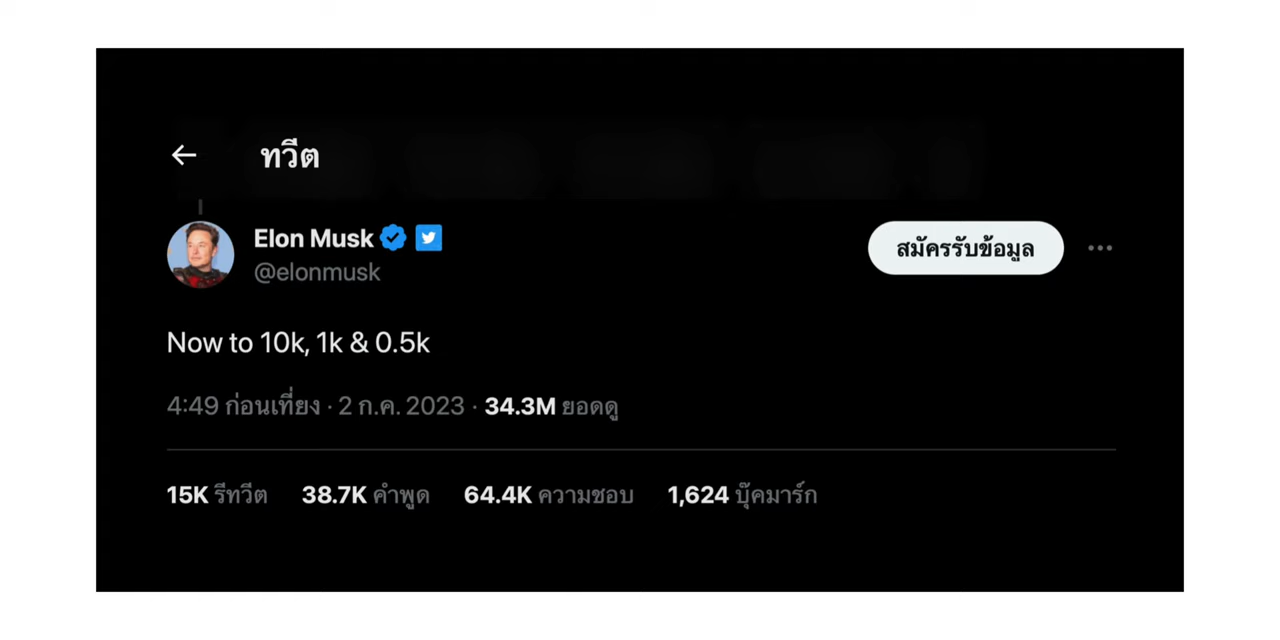 ทวีต
Elon Musk
@elonmusk
สมัครรับข้อมูล
Now to 10k, 1k & 0.5k
4:49 ก่อนเที่ยง · 2 ก.ค. 2023 · 34.3M ยอดดู
15K รีทวีต 38.7K คำพูด 64.4K ความชอบ 1,624 บุ๊คมาร์ก